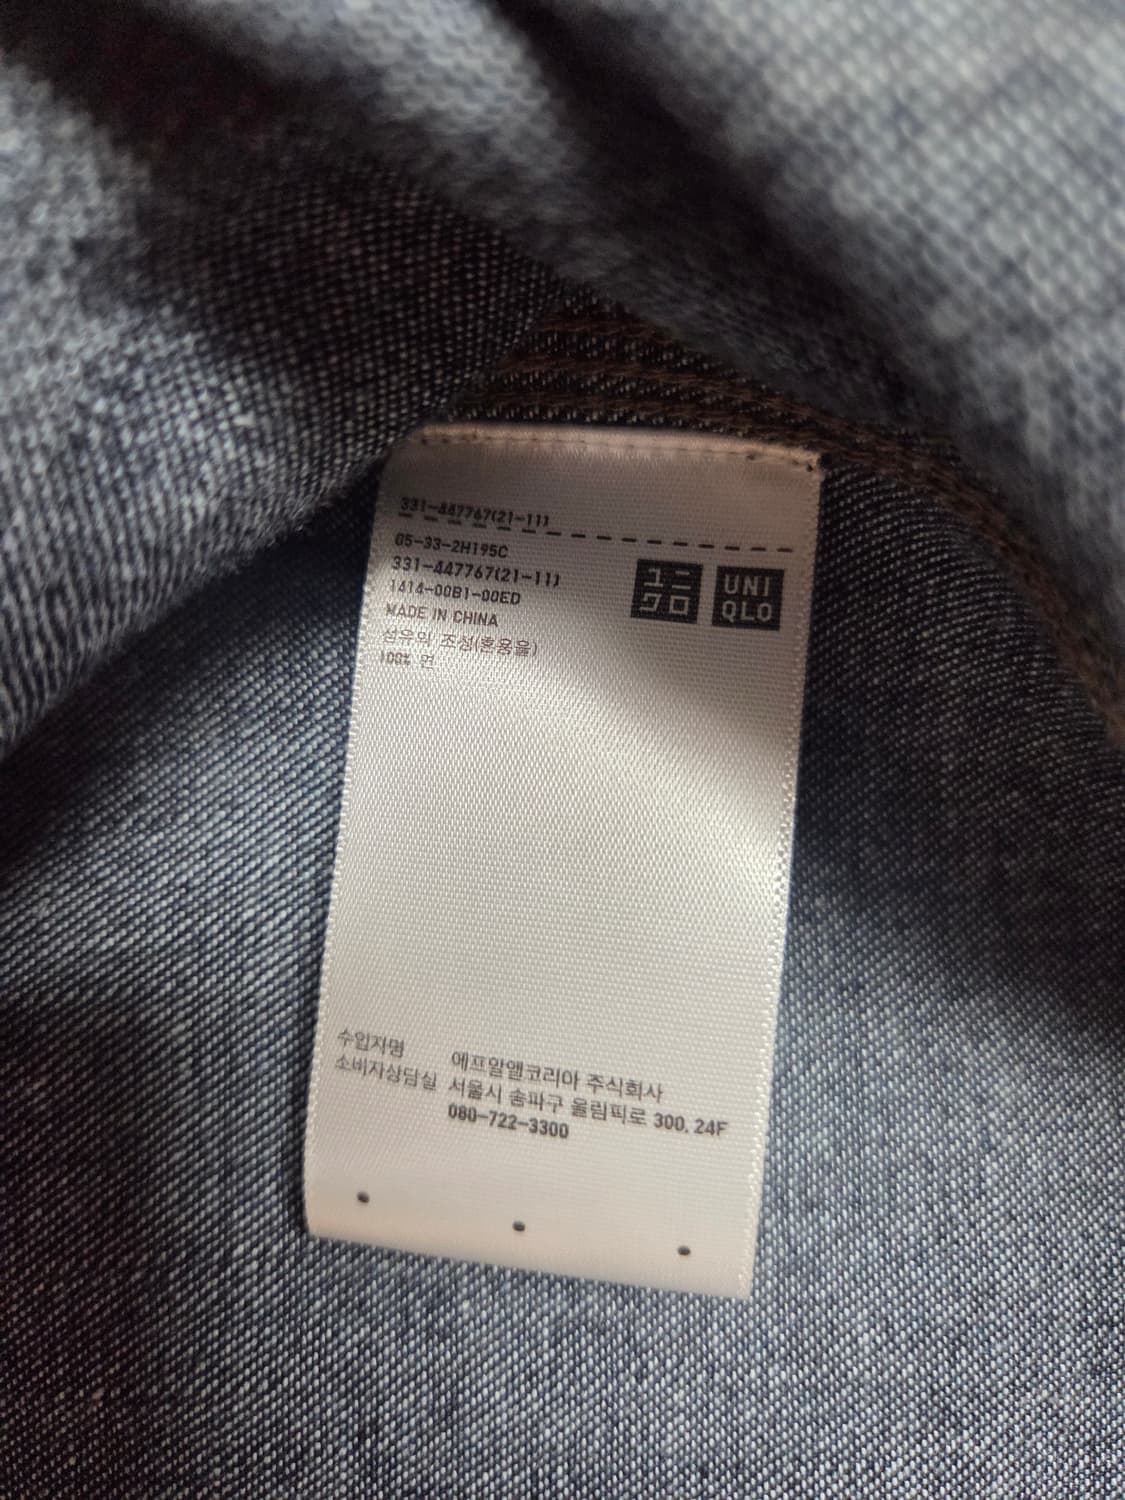 331-447767(21-11)
05-33-2H195C
331-447767(21-11)
1414-00B1-00ED
MADE IN CHINA
섬유의 조성(혼용율)
100% 면
ユニ
クロ
UNI
QLO
수입자명 에프알엘코리아 주식회사
소비자상담실 서울시 송파구 올림픽로 300, 24F
080-722-3300